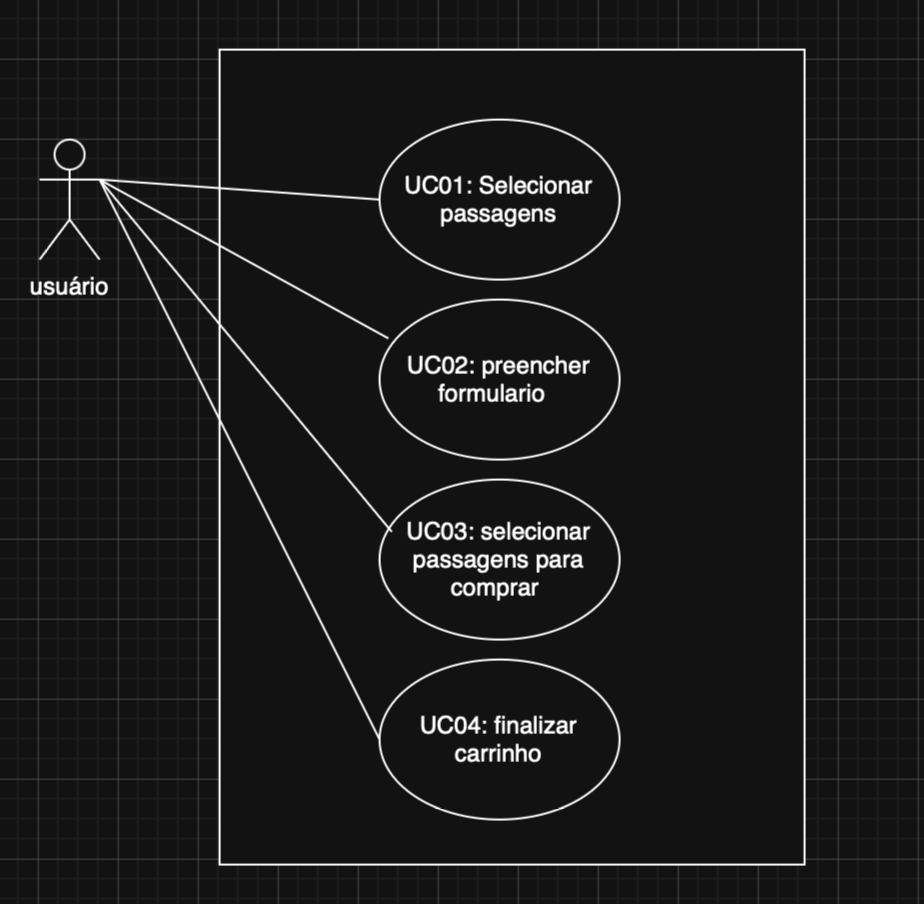 usuário
UC01: Selecionar
passagens
UC02: preencher
formulario
UC03: selecionar
passagens para
comprar
UC04: finalizar
carrinho